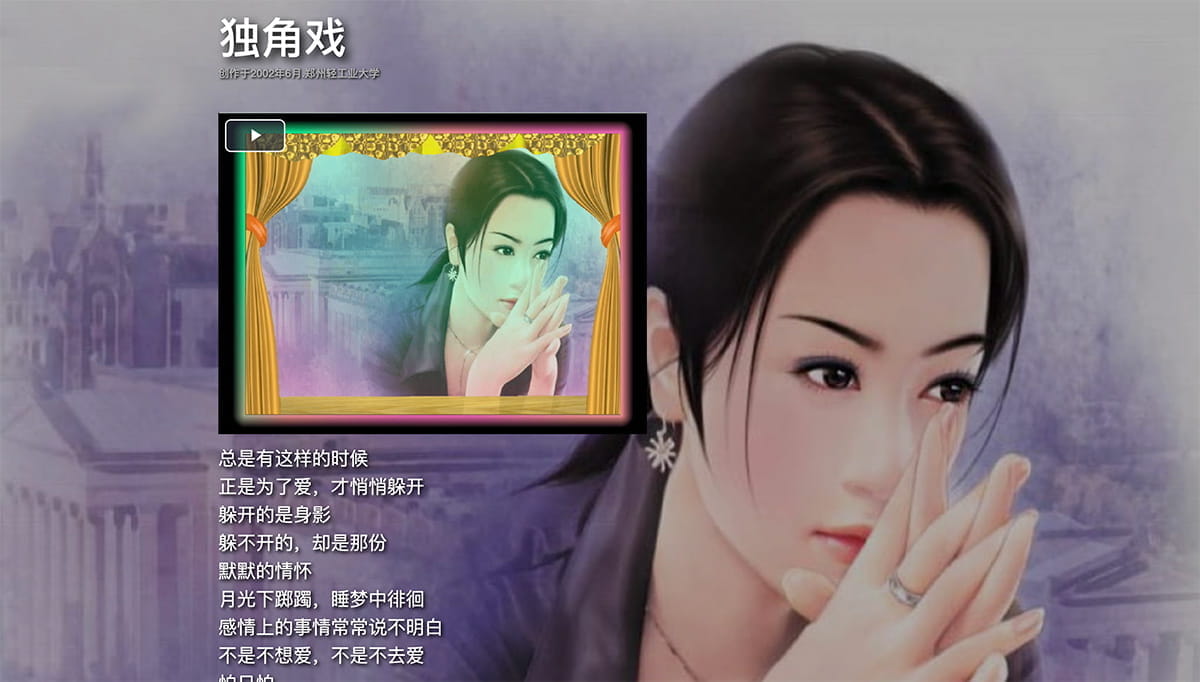 独角戏
创作于2002年6月,郑州轻工业大学
总是有这样的时候
正是为了爱，才悄悄躲开
躲开的是身影
躲不开的，却是那份
默默的情怀
月光下踯躅，睡梦中徘徊
感情上的事情常常说不明白
不是不想爱，不是不去爱
怕只怕